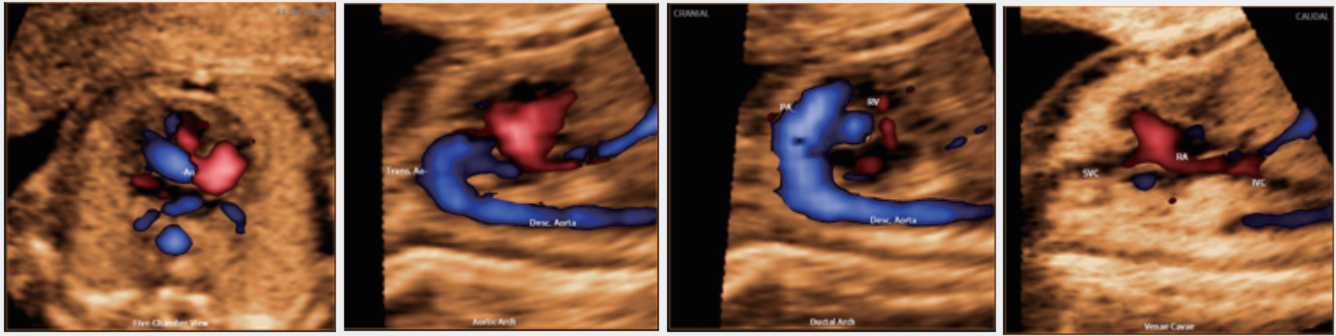 Ao
Five-Chamber View
Trans. Ao
Desc. Aorta
Aortic Arch
CRANIAL
PA
RV
Desc. Aorta
Ductal Arch
CAUDAL
SVC
RA
IVC
Venae Cavae